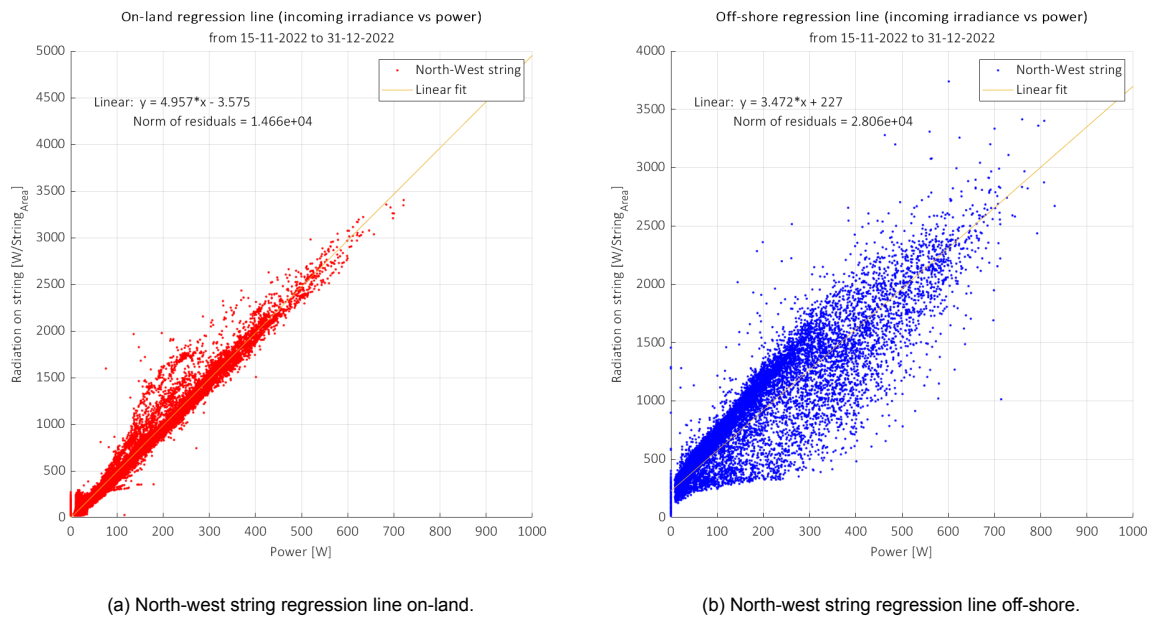 On-land regression line (incoming irradiance vs power)
from 15-11-2022 to 31-12-2022
5000
4500
4000
3500
3000
2500
2000
1500
1000
500
0
Radiation on string [W/String_Area]
North-West string
Linear fit
Linear: y = 4.957*x - 3.575
Norm of residuals = 1.466e+04
0 100 200 300 400 500 600 700 800 900 1000
Power [W]
(a) North-west string regression line on-land.
Off-shore regression line (incoming irradiance vs power)
from 15-11-2022 to 31-12-2022
4000
3500
3000
2500
2000
1500
1000
500
0
Radiation on string [W/String_Area]
North-West string
Linear fit
Linear: y = 3.472*x + 227
Norm of residuals = 2.806e+04
0 100 200 300 400 500 600 700 800 900 1000
Power [W]
(b) North-west string regression line off-shore.